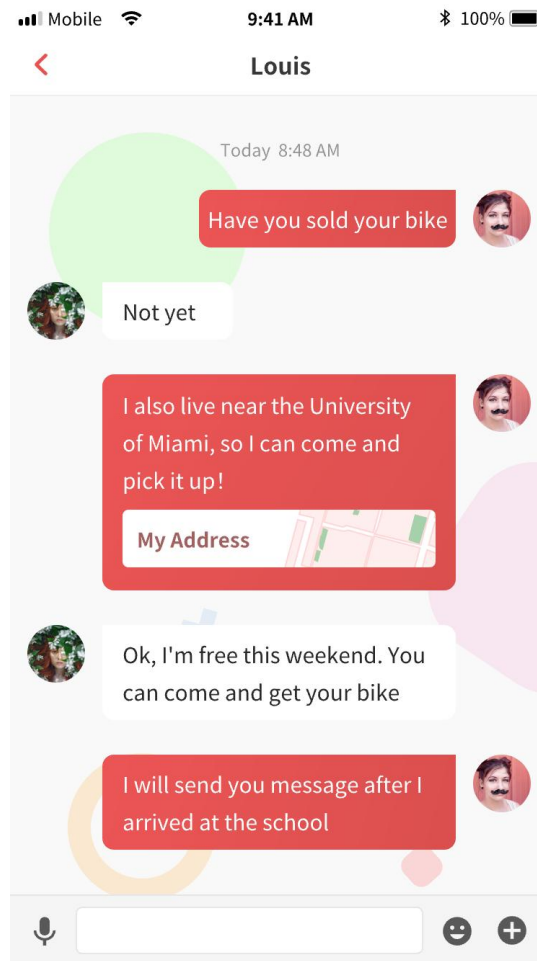 Mobile 9:41 AM 100%
Louis
Today 8:48 AM
Have you sold your bike
Not yet
I also live near the University
of Miami, so I can come and
pick it up!
My Address
Ok, I'm free this weekend. You
can come and get your bike
I will send you message after I
arrived at the school